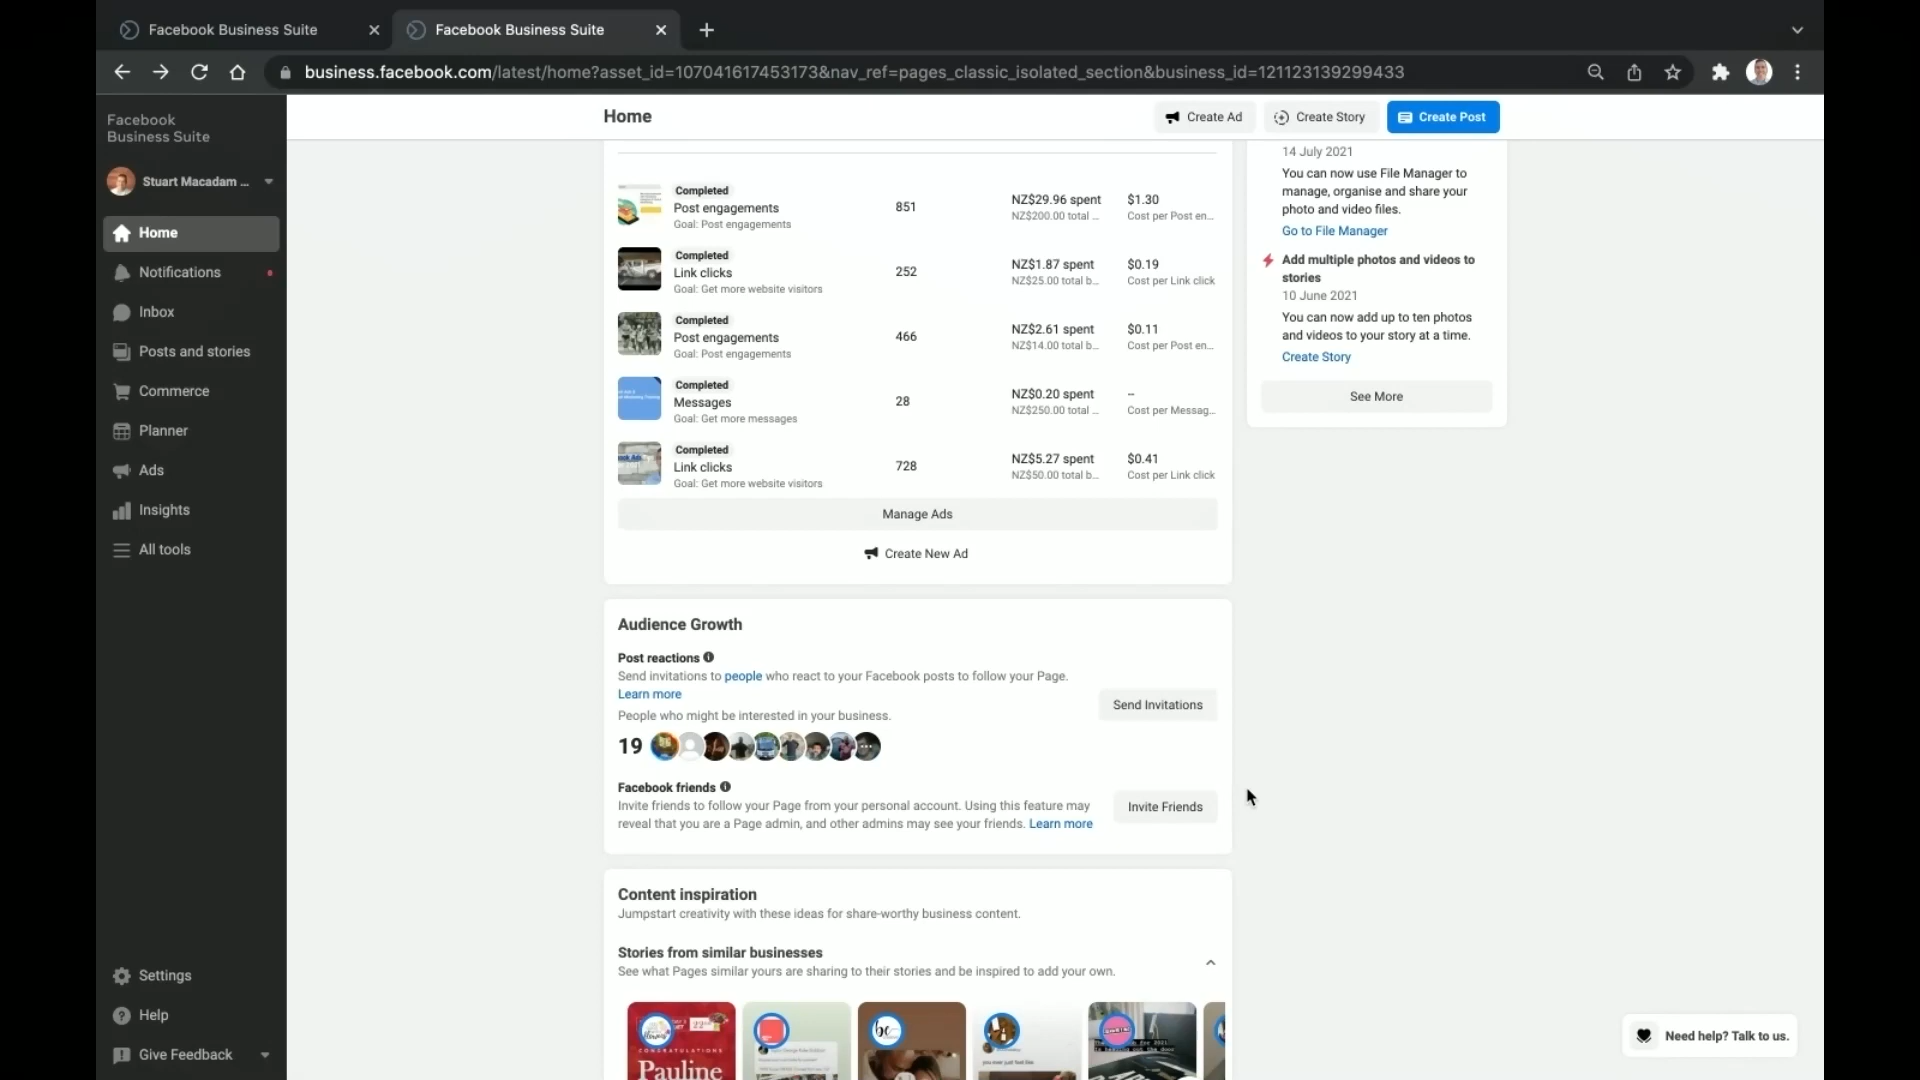 Facebook Business Suite
Facebook Business Suite
business.facebook.com/latest/home?asset_id=107041617453173&nav_ref=pages_classic_isolated_section&business_id=121123139299433
Facebook
Business Suite
Stuart Macadam ...
Home
Notifications
Inbox
Posts and stories
Commerce
Planner
Ads
Insights
All tools
Settings
Help
Give Feedback
Home
Create Ad
Create Story
Create Post
Completed
Post engagements
Goal: Post engagements
851
NZ$29.96 spent
NZ$200.00 total ...
$1.30
Cost per Post en...
Completed
Link clicks
Goal: Get more website visitors
252
NZ$1.87 spent
NZ$25.00 total b...
$0.19
Cost per Link click
Completed
Post engagements
Goal: Post engagements
466
NZ$2.61 spent
NZ$14.00 total b...
$0.11
Cost per Post en...
Completed
Messages
Goal: Get more messages
28
NZ$0.20 spent
NZ$250.00 total ...
--
Cost per Messag...
Completed
Link clicks
Goal: Get more website visitors
728
NZ$5.27 spent
NZ$50.00 total b...
$0.41
Cost per Link click
Manage Ads
Create New Ad
Audience Growth
Post reactions
Send invitations to people who react to your Facebook posts to follow your Page.
Learn more
People who might be interested in your business.
19
Send Invitations
Facebook friends
Invite friends to follow your Page from your personal account. Using this feature may
reveal that you are a Page admin, and other admins may see your friends. Learn more
Invite Friends
Content inspiration
Jumpstart creativity with these ideas for share-worthy business content.
Stories from similar businesses
See what Pages similar yours are sharing to their stories and be inspired to add your own.
CONGRATULATIONS
Pauline
bc
14 July 2021
You can now use File Manager to
manage, organise and share your
photo and video files.
Go to File Manager
Add multiple photos and videos to
stories
10 June 2021
You can now add up to ten photos
and videos to your story at a time.
Create Story
See More
Need help? Talk to us.